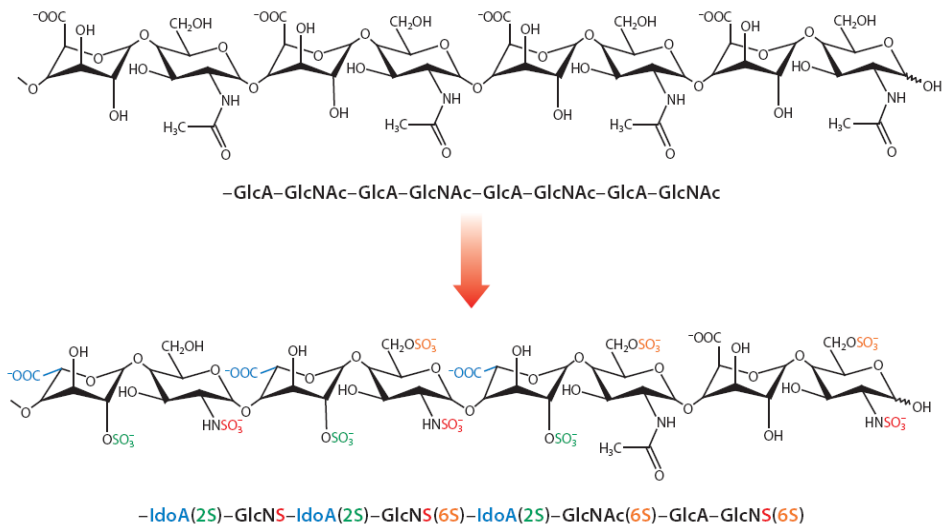 ⁻OOC OH O CH₂OH O ⁻OOC OH O CH₂OH O ⁻OOC OH O CH₂OH O ⁻OOC OH O CH₂OH O
O OH HO NH O OH HO NH O OH HO NH O OH HO NH OH
H₃C O H₃C O H₃C O H₃C O
–GlcA–GlcNAc–GlcA–GlcNAc–GlcA–GlcNAc–GlcA–GlcNAc
⁻OOC OH O CH₂OH O ⁻OOC OH O CH₂OSO₃⁻ O ⁻OOC OH O CH₂OSO₃⁻ O ⁻OOC OH O CH₂OSO₃⁻ O
O OSO₃⁻ HO HNSO₃⁻ O OSO₃⁻ HO HNSO₃⁻ O OSO₃⁻ HO NH O OH HO HNSO₃⁻ OH
H₃C O
–IdoA(2S)–GlcNS–IdoA(2S)–GlcNS(6S)–IdoA(2S)–GlcNAc(6S)–GlcA–GlcNS(6S)